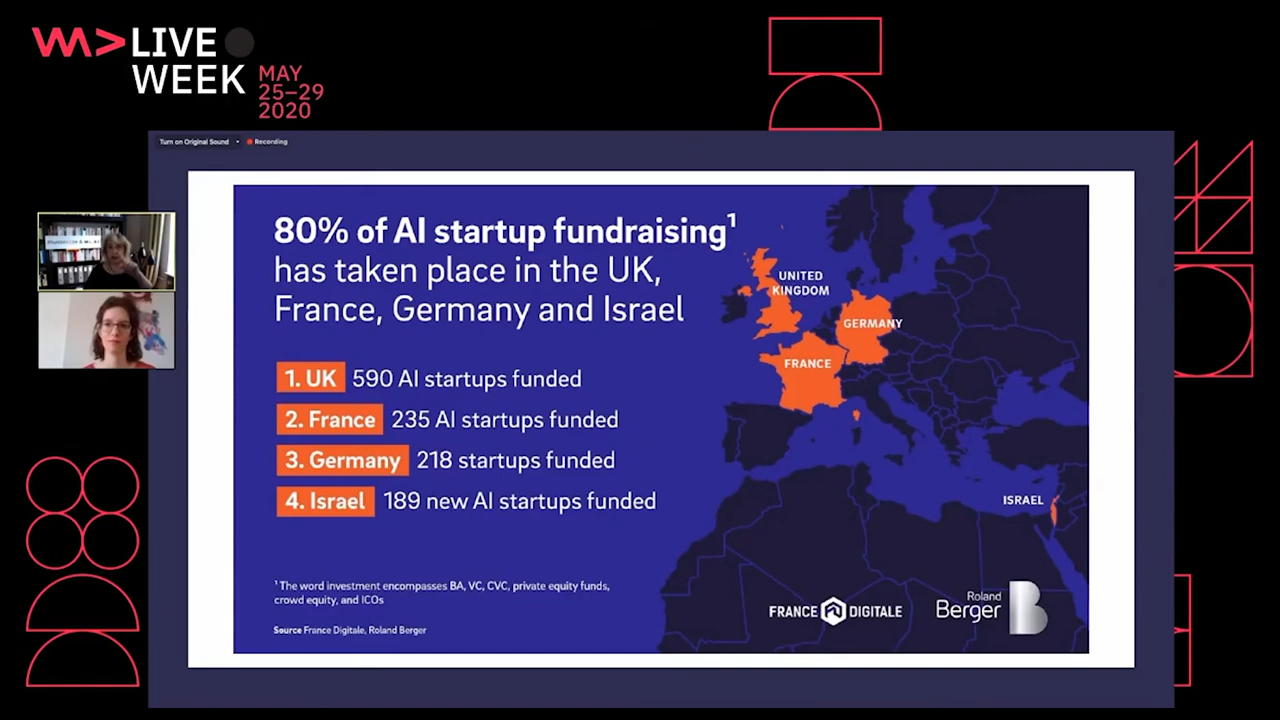 LIVE
WEEK
MAY
25–29
2020
Turn on Original Sound
Recording
80% of AI startup fundraising¹
has taken place in the UK,
France, Germany and Israel
1. UK 590 AI startups funded
2. France 235 AI startups funded
3. Germany 218 startups funded
4. Israel 189 new AI startups funded
¹ The word investment encompasses BA, VC, CVC, private equity funds,
crowd equity, and ICOs
Source France Digitale, Roland Berger
UNITED
KINGDOM
GERMANY
FRANCE
ISRAEL
FRANCE DIGITALE
Roland
Berger
B